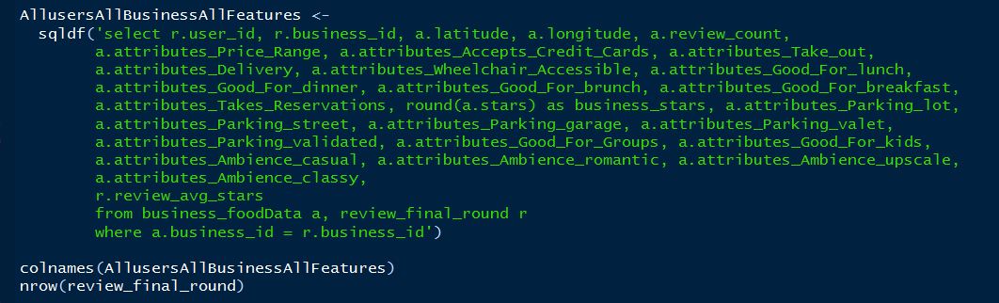 AllusersAllBusinessAllFeatures <-
sqldf('select r.user_id, r.business_id, a.latitude, a.longitude, a.review_count,
a.attributes_Price_Range, a.attributes_Accepts_Credit_Cards, a.attributes_Take_out,
a.attributes_Delivery, a.attributes_Wheelchair_Accessible, a.attributes_Good_For_lunch,
a.attributes_Good_For_dinner, a.attributes_Good_For_brunch, a.attributes_Good_For_breakfast,
a.attributes_Takes_Reservations, round(a.stars) as business_stars, a.attributes_Parking_lot,
a.attributes_Parking_street, a.attributes_Parking_garage, a.attributes_Parking_valet,
a.attributes_Parking_validated, a.attributes_Good_For_Groups, a.attributes_Good_For_kids,
a.attributes_Ambience_casual, a.attributes_Ambience_romantic, a.attributes_Ambience_upscale,
a.attributes_Ambience_classy,
r.review_avg_stars
from business_foodData a, review_final_round r
where a.business_id = r.business_id')
colnames(AllusersAllBusinessAllFeatures)
nrow(review_final_round)